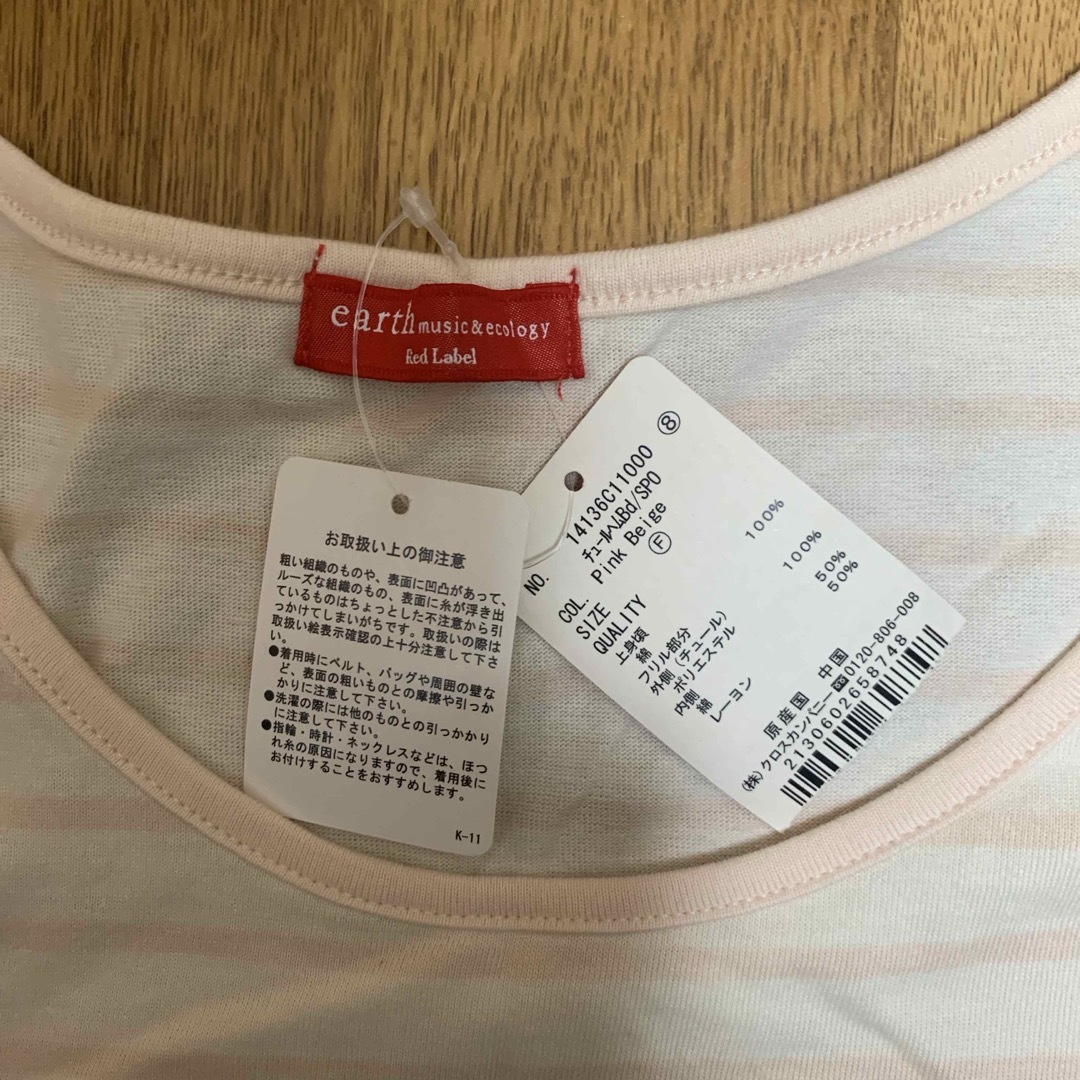 earth music&ecology
Red Label
お取扱い上の御注意
粗い組織のものや、表面に凹凸があって、
ルーズな組織のもの、表面に糸が浮き出
ているものはちょっとした不注意から引
っかけてしまいがちです。取扱いの際は
取扱い絵表示確認の上十分注意して下さ
い。
●着用時にベルト、バッグや周囲の壁な
ど、表面の粗いものとの摩擦や引っか
かりに注意して下さい。
●洗濯の際には他のものとの引っかかり
に注意して下さい。
●指輪・時計・ネックレスなどは、ほつ
れ糸の原因になりますので、着用後に
お付けすることをおすすめします。
K-11
⑧
NO. 14136C11000
ﾁｭｰﾙﾍﾑBd/SPO
COL. Pink Beige
SIZE Ⓕ
QUALITY
上身頃
綿 100%
フリル部分
外側(チュール)
ポリエステル 100%
内側
綿 50%
レーヨン 50%
原産国 中国
(株)クロスカンパニー ☎0120-806-008
2130602658748